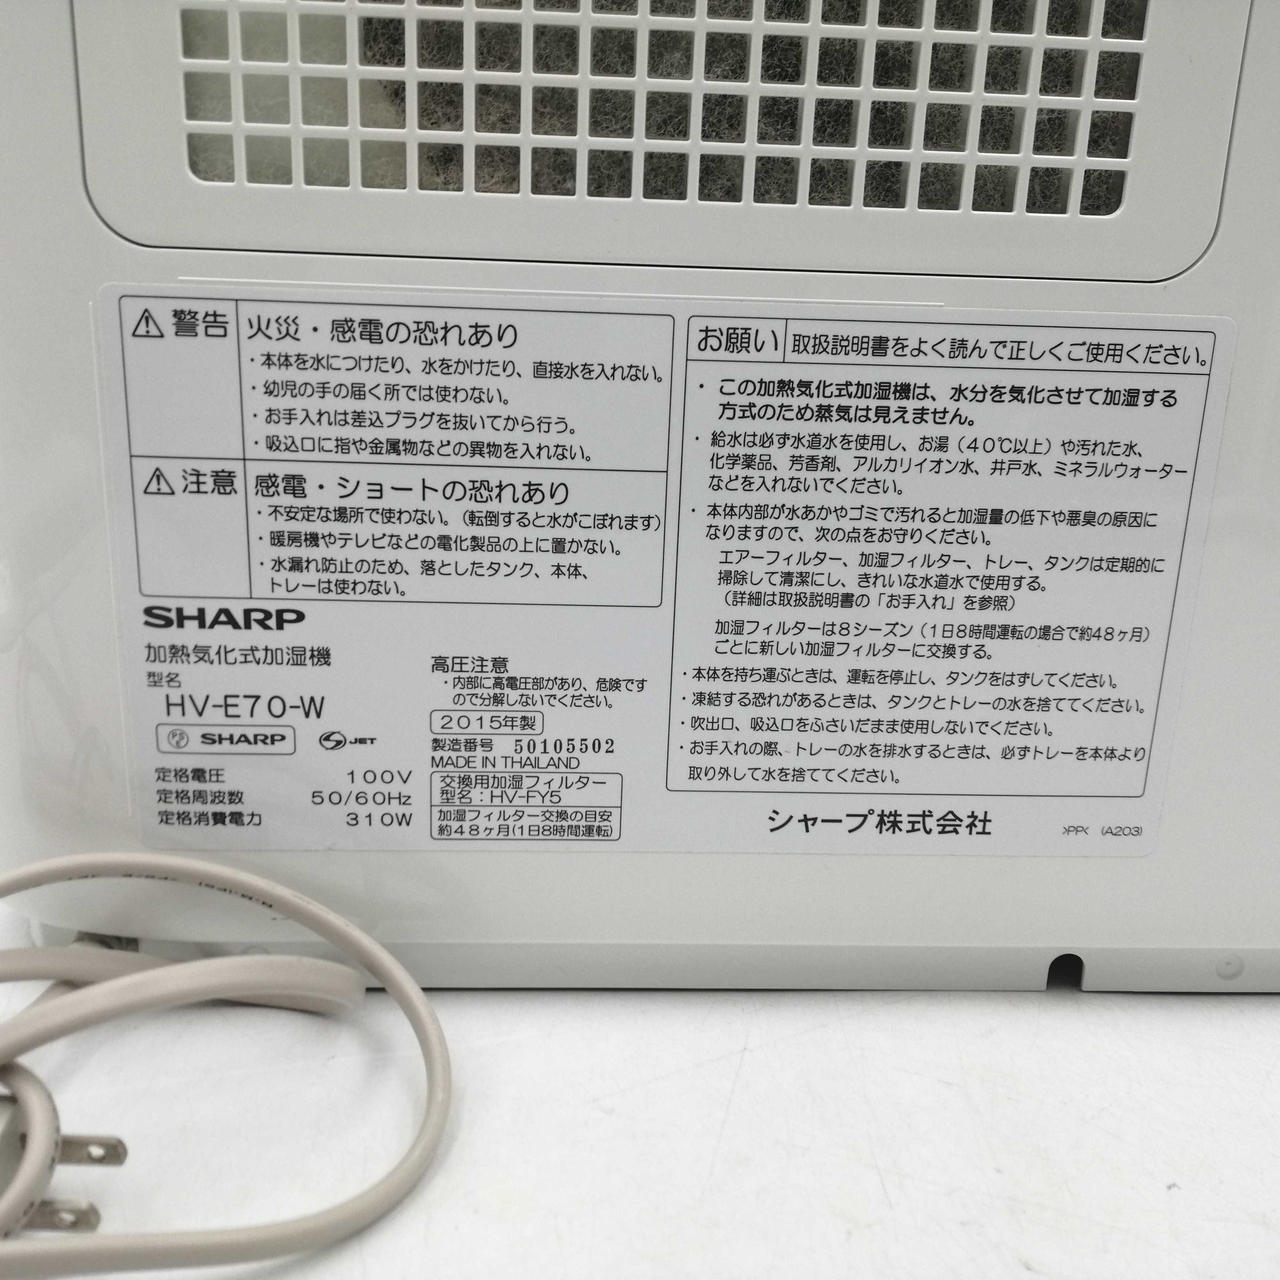 ⚠ 警告
火災・感電の恐れあり
・本体を水につけたり、水をかけたり、直接水を入れない。
・幼児の手の届く所では使わない。
・お手入れは差込プラグを抜いてから行う。
・吸込口に指や金属物などの異物を入れない。
⚠ 注意
感電・ショートの恐れあり
・不安定な場所で使わない。(転倒すると水がこぼれます)
・暖房機やテレビなどの電化製品の上に置かない。
・水漏れ防止のため、落としたタンク、本体、
トレーは使わない。
SHARP
加熱気化式加湿機
型名
HV-E70-W
PS E SHARP
S JET
定格電圧 100V
定格周波数 50/60Hz
定格消費電力 310W
高圧注意
・内部に高電圧部があり、危険です
ので分解しないでください。
2015年製
製造番号 50105502
MADE IN THAILAND
交換用加湿フィルター
型名：HV-FY5
加湿フィルター交換の目安
約48ヶ月(1日8時間運転)
お願い
取扱説明書をよく読んで正しくご使用ください。
・この加熱気化式加湿機は、水分を気化させて加湿する
方式のため蒸気は見えません。
・給水は必ず水道水を使用し、お湯(40℃以上)や汚れた水、
化学薬品、芳香剤、アルカリイオン水、井戸水、ミネラルウォーター
などを入れないでください。
・本体内部が水あかやゴミで汚れると加湿量の低下や悪臭の原因に
なりますので、次の点をお守りください。
エアーフィルター、加湿フィルター、トレー、タンクは定期的に
掃除して清潔にし、きれいな水道水で使用する。
(詳細は取扱説明書の「お手入れ」を参照)
加湿フィルターは8シーズン(1日8時間運転の場合で約48ヶ月)
ごとに新しい加湿フィルターに交換する。
・本体を持ち運ぶときは、運転を停止し、タンクをはずしてください。
・凍結する恐れがあるときは、タンクとトレーの水を捨ててください。
・吹出口、吸込口をふさいだまま使用しないでください。
・お手入れの際、トレーの水を排水するときは、必ずトレーを本体より
取り外して水を捨ててください。
シャープ株式会社
>PP< (A203)